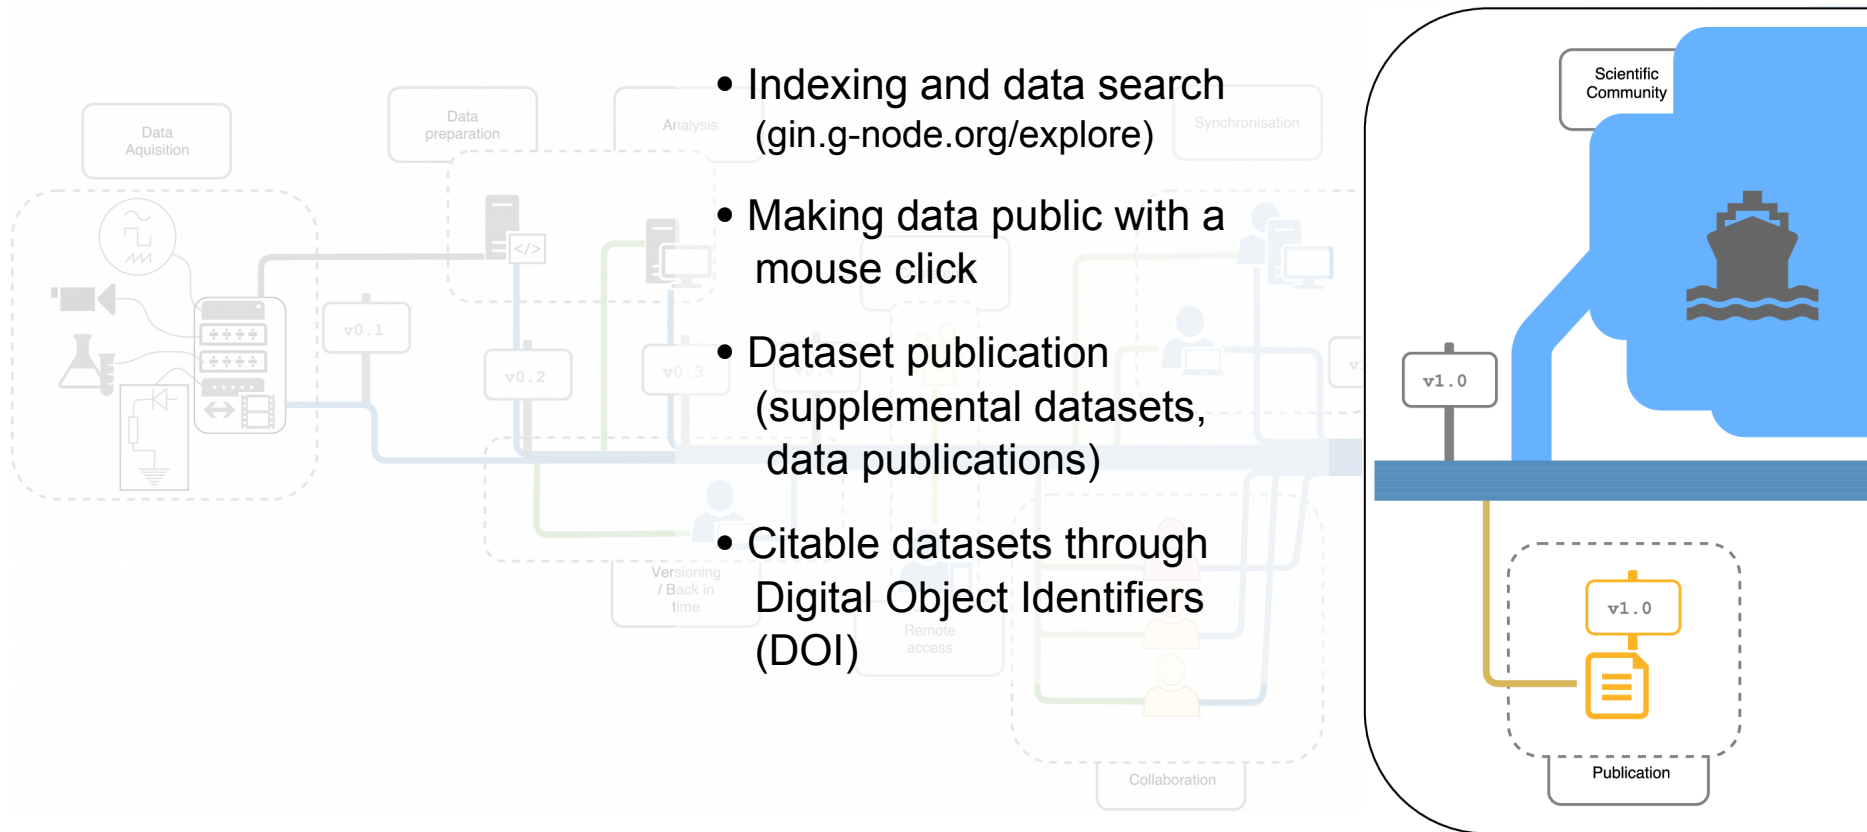 • Indexing and data search
(gin.g-node.org/explore)
• Making data public with a
mouse click
• Dataset publication
(supplemental datasets,
data publications)
• Citable datasets through
Digital Object Identifiers
(DOI)
Data
Aquisition
Data
preparation
Analysis
Synchronisation
</>
v0.1
v0.2
v0.3
Versioning
/ Back in
time
Remote
access
Collaboration
Scientific
Community
v1.0
v1.0
Publication